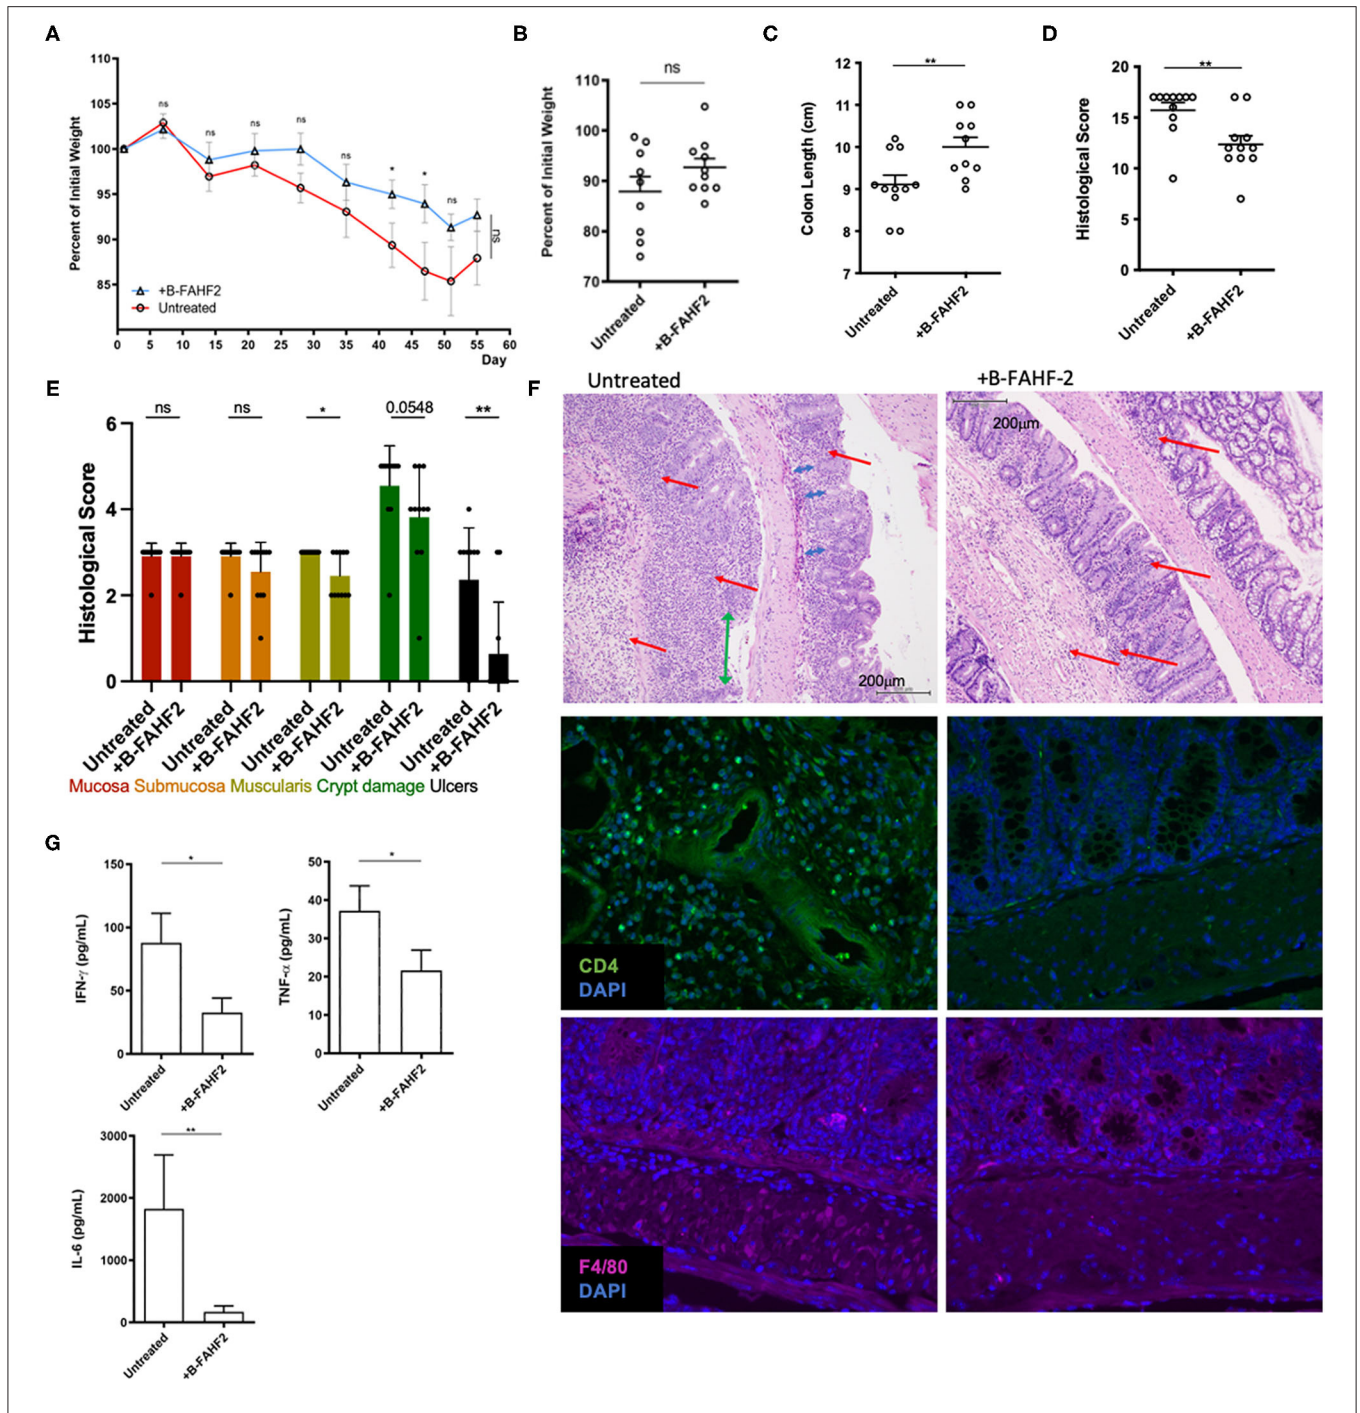 A
Percent of Initial Weight
110
105
100
95
90
85
ns
ns
ns
ns
ns
*
*
ns
ns
+B-FAHF2
Untreated
0 5 10 15 20 25 30 35 40 45 50 55 60
Day
B
Percent of Initial Weight
110
100
90
80
70
ns
Untreated
+B-FAHF2
C
Colon Length (cm)
12
11
10
9
8
7
**
Untreated
+B-FAHF2
D
Histological Score
20
15
10
5
0
**
Untreated
+B-FAHF2
E
Histological Score
6
4
2
0
ns
ns
*
0.0548
**
Untreated
+B-FAHF2
Untreated
+B-FAHF2
Untreated
+B-FAHF2
Untreated
+B-FAHF2
Untreated
+B-FAHF2
Mucosa Submucosa Muscularis Crypt damage Ulcers
F
Untreated
+B-FAHF-2
200μm
200μm
CD4
DAPI
F4/80
DAPI
G
IFN-γ (pg/mL)
150
100
50
0
*
Untreated
+B-FAHF2
TNF-α (pg/mL)
50
40
30
20
10
0
*
Untreated
+B-FAHF2
IL-6 (pg/mL)
3000
2000
1000
0
**
Untreated
+B-FAHF2